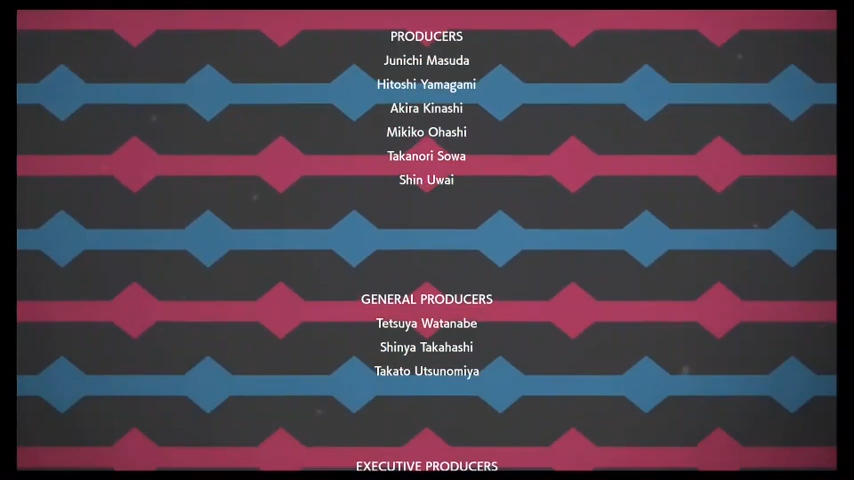 PRODUCERS
Junichi Masuda
Hitoshi Yamagami
Akira Kinashi
Mikiko Ohashi
Takanori Sowa
Shin Uwai
GENERAL PRODUCERS
Tetsuya Watanabe
Shinya Takahashi
Takato Utsunomiya
EXECUTIVE PRODUCERS